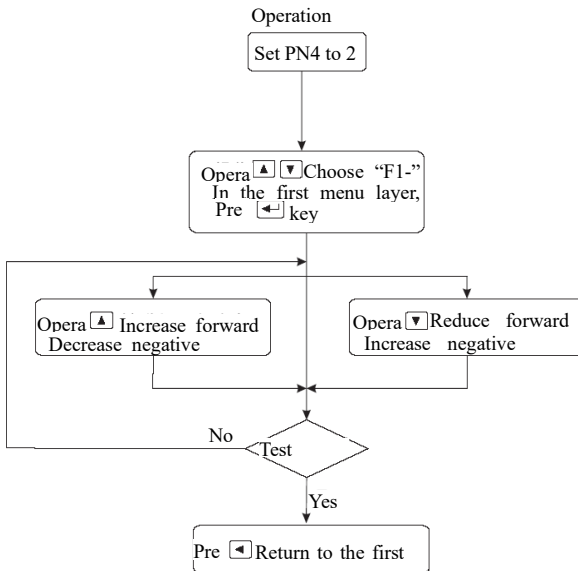 Operation
Set PN4 to 2
Opera ▲ ▼ Choose “F1-”
In the first menu layer,
Pre ↵ key
Opera ▲ Increase forward
Decrease negative
Opera ▼ Reduce forward
Increase negative
No
Test
Yes
Pre ◄ Return to the first